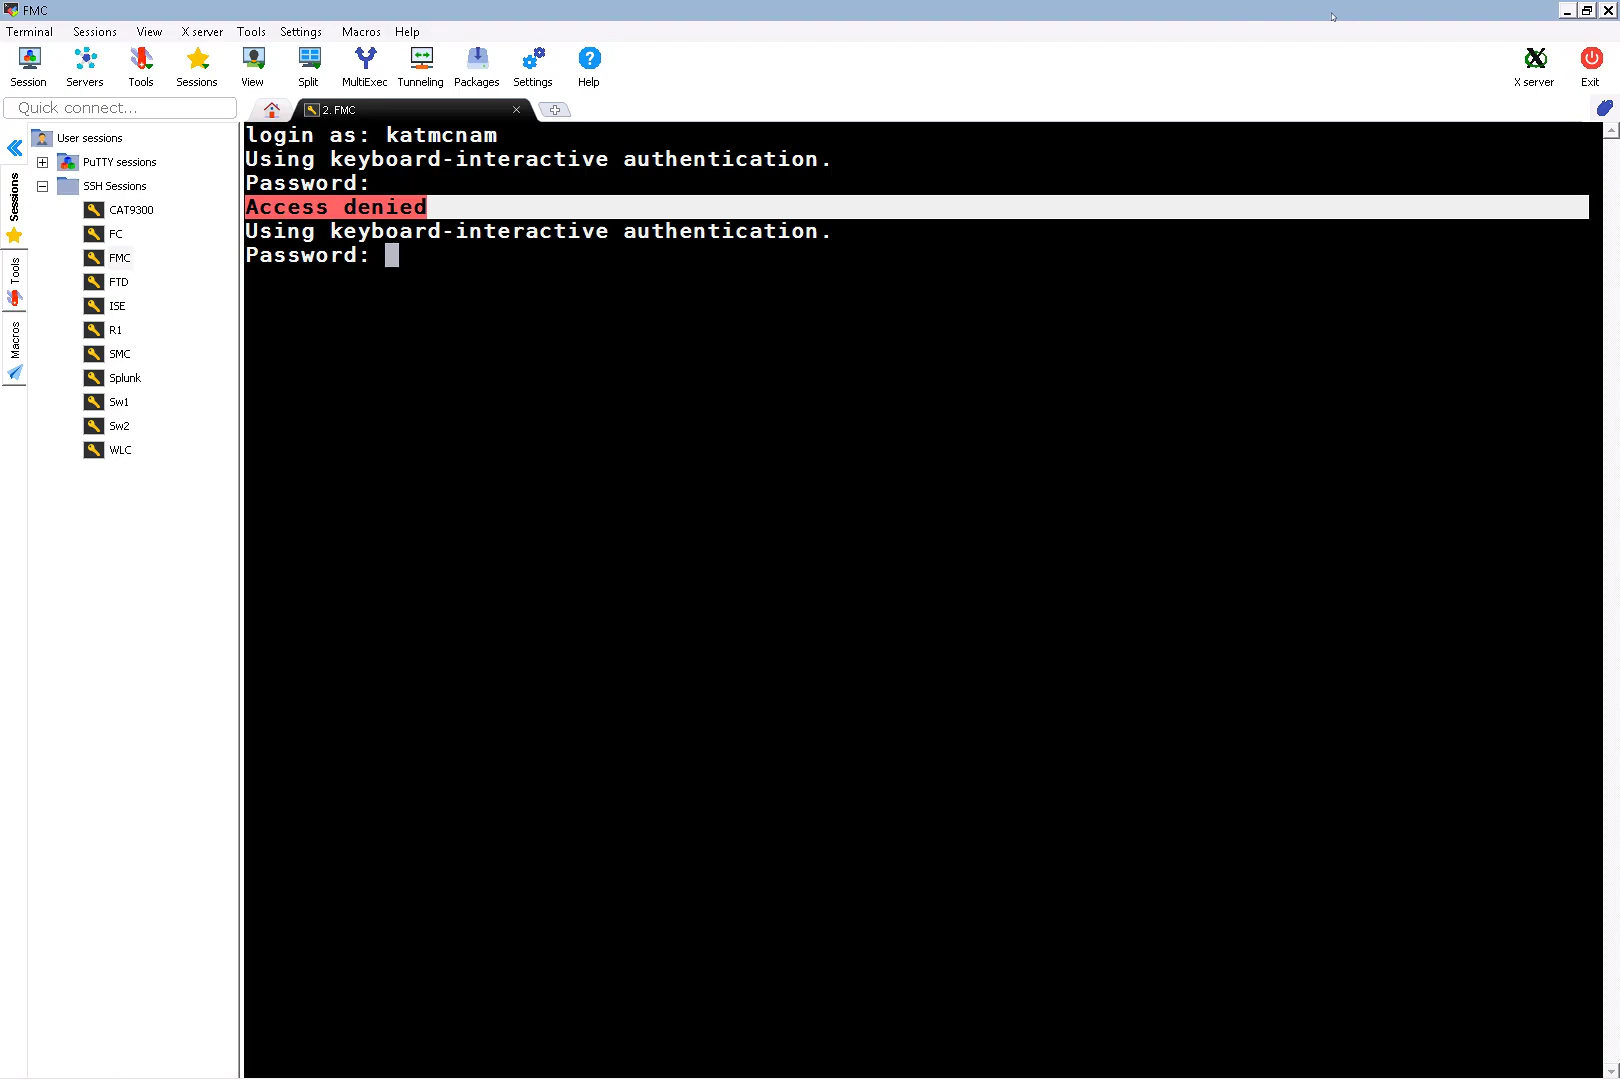 FMC
Terminal Sessions View X server Tools Settings Macros Help
Session Servers Tools Sessions View Split MultiExec Tunneling Packages Settings Help X server Exit
Quick connect...
2. FMC
User sessions
PuTTY sessions
SSH Sessions
CAT9300
FC
FMC
FTD
ISE
R1
SMC
Splunk
Sw1
Sw2
WLC
Sessions
Tools
Macros
login as: katmcnam
Using keyboard-interactive authentication.
Password:
Access denied
Using keyboard-interactive authentication.
Password: